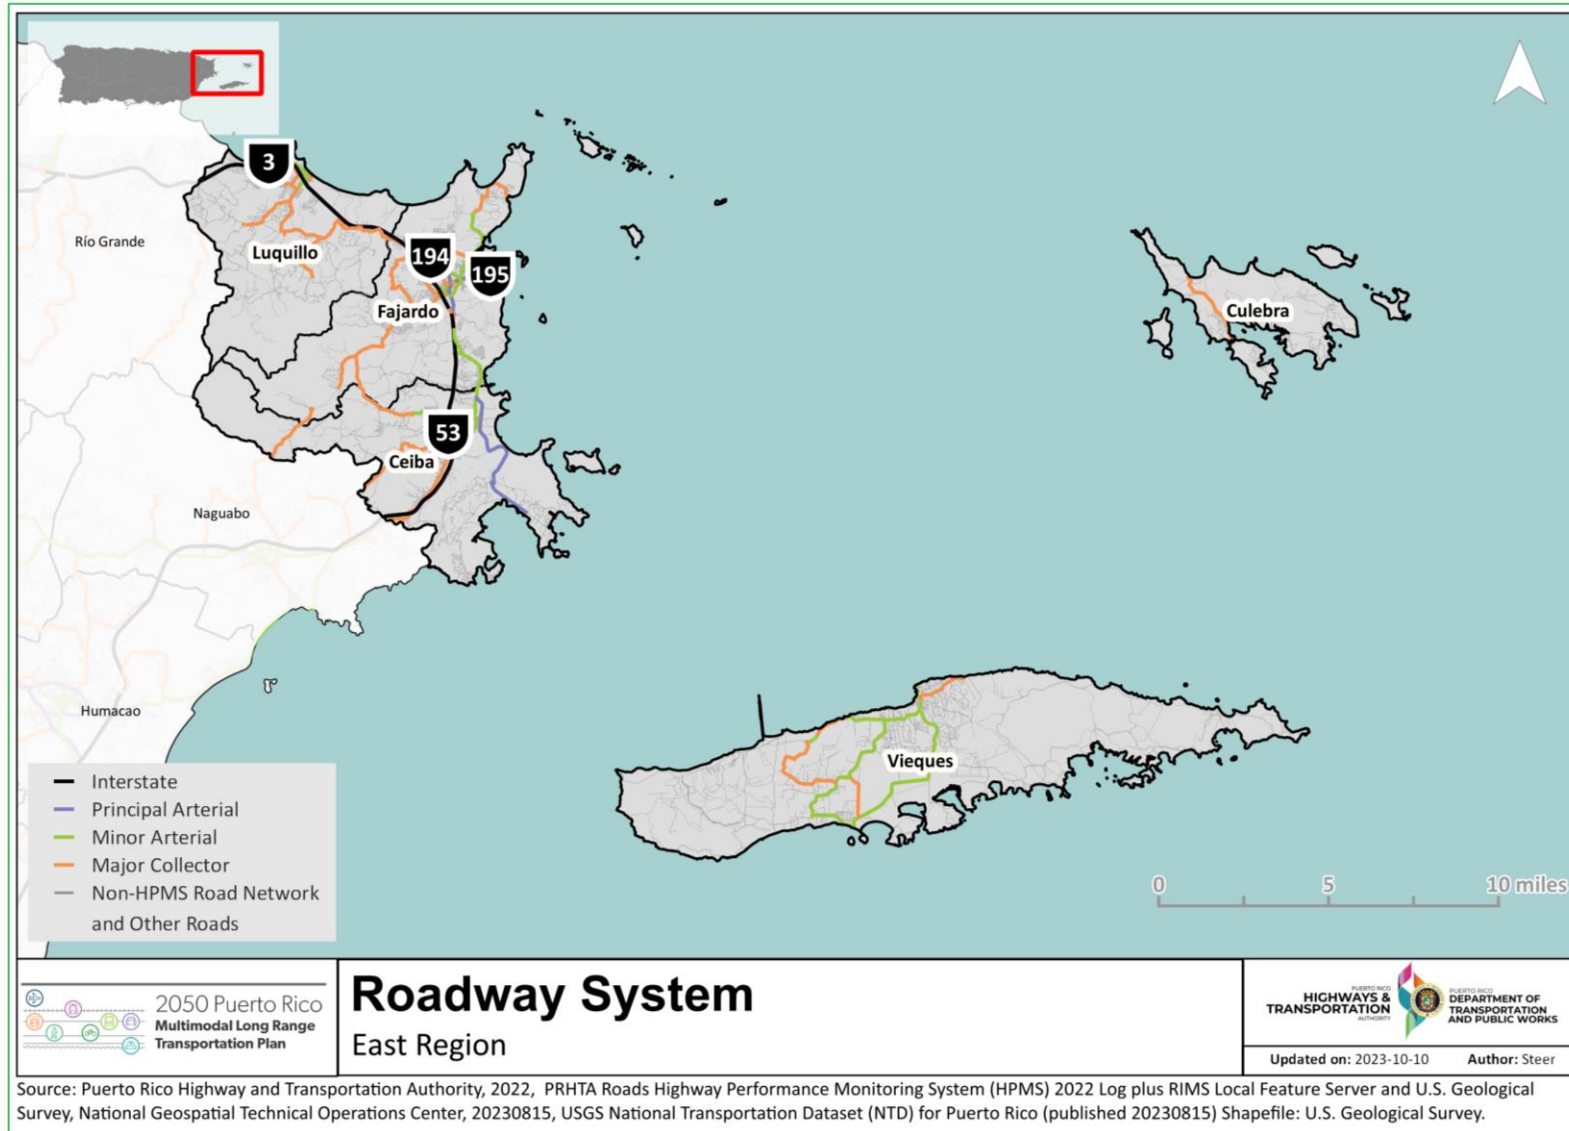 3
194
195
53
Río Grande
Luquillo
Fajardo
Culebra
Ceiba
Naguabo
Humacao
Vieques
Interstate
Principal Arterial
Minor Arterial
Major Collector
Non-HPMS Road Network
and Other Roads
0 5 10 miles
2050 Puerto Rico
Multimodal Long Range
Transportation Plan
Roadway System
East Region
PUERTO RICO
HIGHWAYS &
TRANSPORTATION
AUTHORITY
PUERTO RICO
DEPARTMENT OF
TRANSPORTATION
AND PUBLIC WORKS
Updated on: 2023-10-10 Author: Steer
Source: Puerto Rico Highway and Transportation Authority, 2022, PRHTA Roads Highway Performance Monitoring System (HPMS) 2022 Log plus RIMS Local Feature Server and U.S. Geological
Survey, National Geospatial Technical Operations Center, 20230815, USGS National Transportation Dataset (NTD) for Puerto Rico (published 20230815) Shapefile: U.S. Geological Survey.